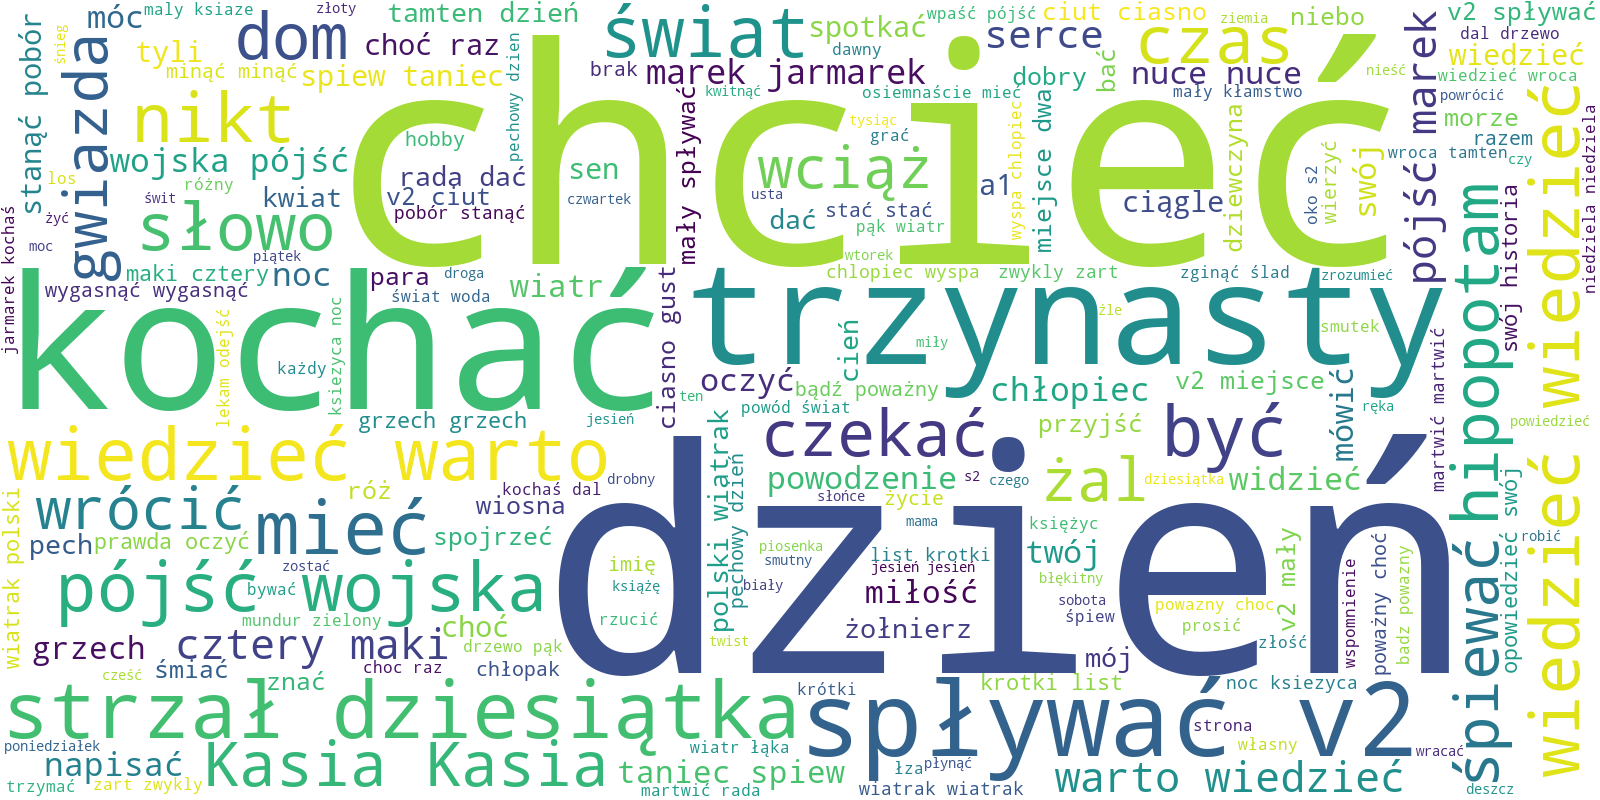 móc
mały ksiaze
złoty
tamten dzień
świat
spotkać
wpaść pójść
ciut ciasno
ziemia
niebo
v2 spływać
śnieg
tyli
dom
choć raz
pechowy dzien
dawny
serce
czas
dal drzewo
wiedzieć
stanąć pobór
gwiazda
minąć minąć
spiew taniec
brak
marek jarmarek
dobry
bać
nucę nucę
nieść
marek pójść
wiedzieć wroca
nikt
chcieć
kwitnąć
osiemnaście mieć
mały kłamstwo
powrócić
hobby
mały spływać
tysiąc
grać
wyspa chlopiec
miejsce dwa
dziewczyna
wierzyć
swój
morze
razem
wojska pójść
sen
wciąż
wroca tamten
czy
los
różny
radą dać
v2 ciut
świt
kwiat
czwartek
usta
a1
ciągle
oko s2
niedziela niedziela
słowo
pobór stanąć
dać
stać stać
pąk wiatr
żyć
moc
piątek
wtorek
jarmarek kochaś
maki cztery
noc
para
droga
wiatr
chlopiec wyspa
zwykly zart
zginąć ślad
zrozumieć
wygasnąć wygasnąć
świat woda
ciasno gust
trzynasty
swój historia
śpiewać hipopotam
wiedzieć wiedzieć
kochać
lekam odejść
ksiezyca noc
każdy
miły
cień
źle
smutek
martwić martwić
oczyć
bądź poważny
chłopiec
v2 miejsce
mówić
ten
grzech grzech
jesień
powód świat
ręka
przyjść
powiedzieć
wiedzieć warto
polski wiatrak
pechowy dzień
czekać
być
powodzenie
s2
czego
żal
dziesiątka
widzieć
drobny
wrócić
mieć
róż
kochaś dal
wiosna
słońce
życie
wiatrak polski
pech
prawda oczyć
spojrzeć
dzień
mama
księżyc
piosenka
smutny
list krotki
twój
v2 mały
robić
zostać
imię
jesień jesień
błękitny
wspomnienie
poważny choć
badz powazny
opowiedzieć swój
pójść wojska
bywać
książę
biały
miłość
sobota
powazny choc
mundur zielony
choć
rzucić
śpiew
prosić
grzech
cztery maki
drzewo pąk
twist
żołnierz
złość
cześć
śmiać
choc raz
chłopak
mój
znać
krótki
krotki list
noc ksiezyca
strzał dziesiątka
spływać v2
strona
poniedziałek
wiatr łąka
własny
wracać
napisać
Kasia Kasia
taniec spiew
łza
płynąć
warto wiedzieć
trzymać
zart zwykly
martwić rada
wiatrak wiatrak
deszcz